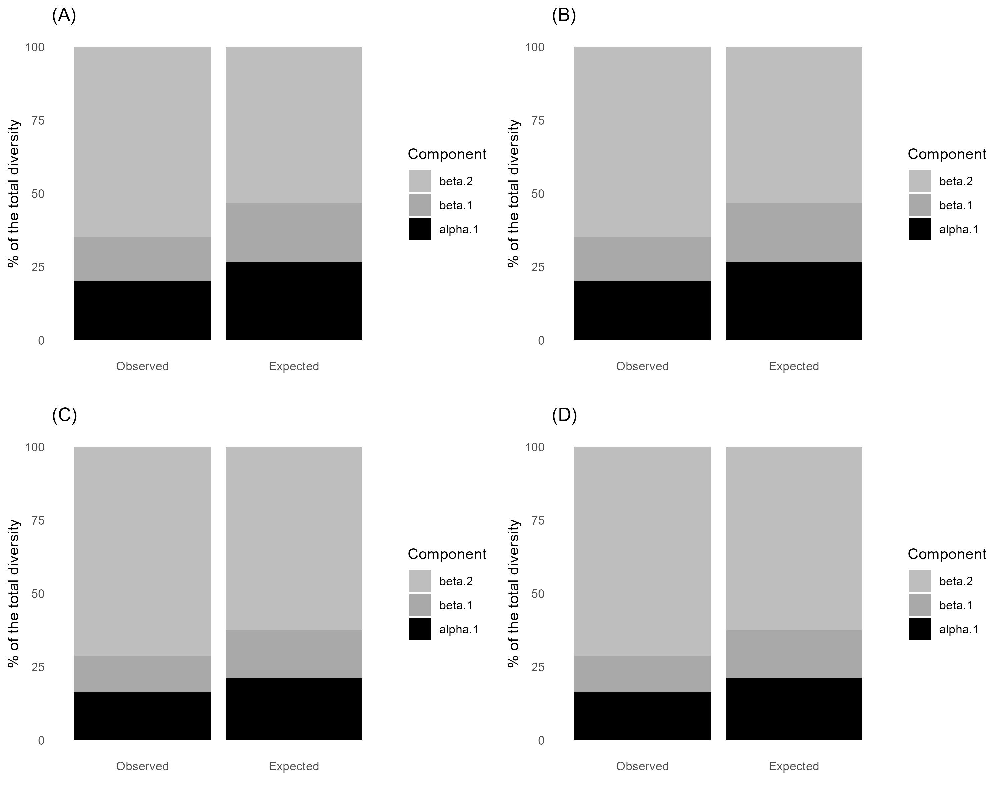 (A)
% of the total diversity
100
75
50
25
0
Observed
Expected
Component
beta.2
beta.1
alpha.1
(B)
% of the total diversity
100
75
50
25
0
Observed
Expected
Component
beta.2
beta.1
alpha.1
(C)
% of the total diversity
100
75
50
25
0
Observed
Expected
Component
beta.2
beta.1
alpha.1
(D)
% of the total diversity
100
75
50
25
0
Observed
Expected
Component
beta.2
beta.1
alpha.1